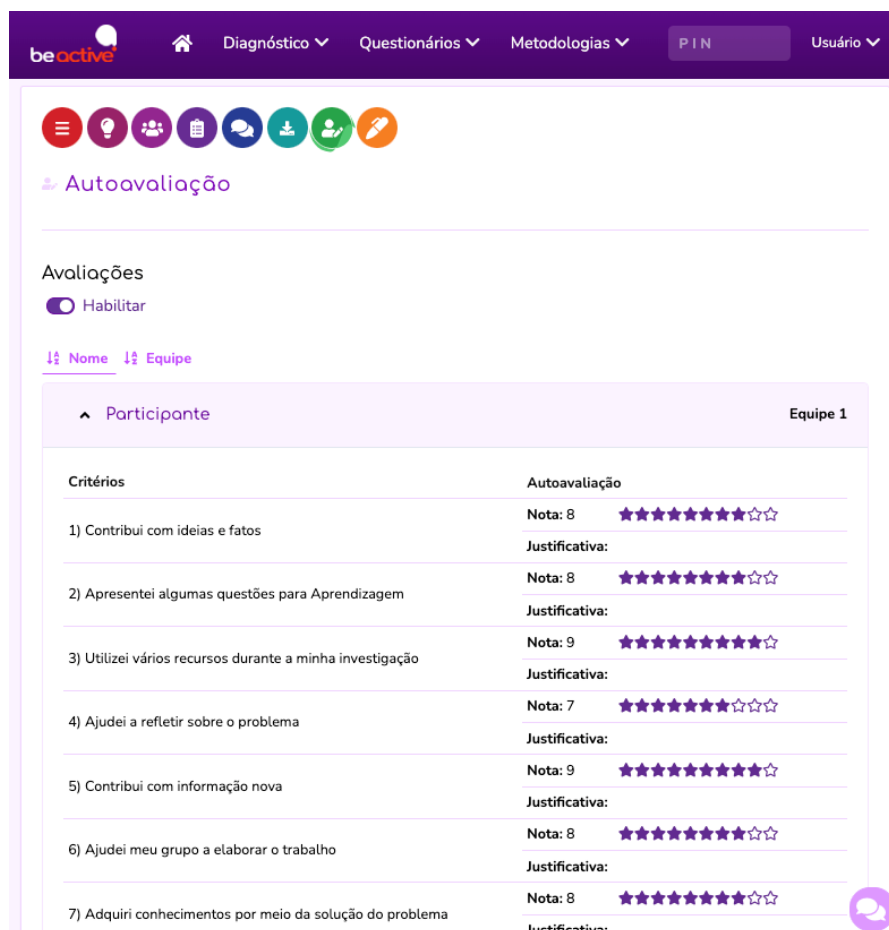 beactive
Diagnóstico
Questionários
Metodologias
PIN
Usuário
Autoavaliação
Avaliações
Habilitar
Nome
Equipe
Participante
Equipe 1
Critérios
Autoavaliação
1) Contribui com ideias e fatos
Nota: 8
Justificativa:
2) Apresentei algumas questões para Aprendizagem
Nota: 8
Justificativa:
3) Utilizei vários recursos durante a minha investigação
Nota: 9
Justificativa:
4) Ajudei a refletir sobre o problema
Nota: 7
Justificativa:
5) Contribui com informação nova
Nota: 9
Justificativa:
6) Ajudei meu grupo a elaborar o trabalho
Nota: 8
Justificativa:
7) Adquiri conhecimentos por meio da solução do problema
Nota: 8
Justificativa: